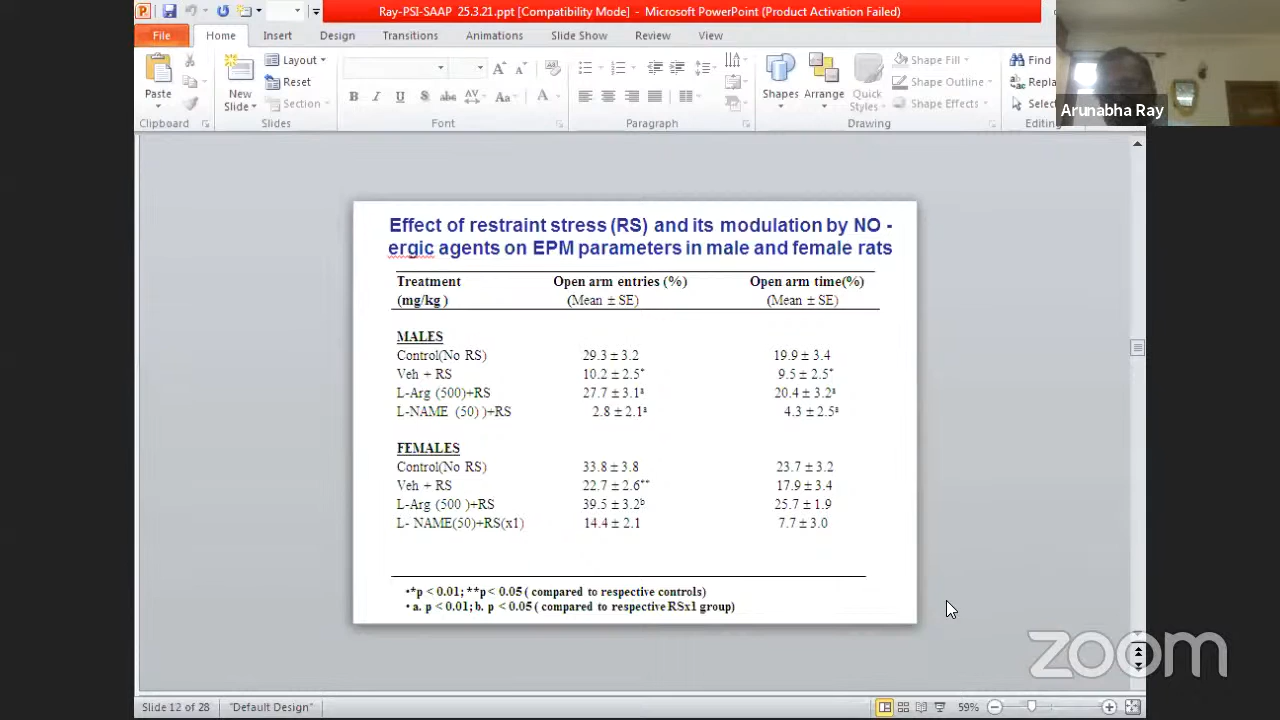 Ray-PSI-SAAP 25.3.21.ppt [Compatibility Mode] - Microsoft PowerPoint (Product Activation Failed)
File Home Insert Design Transitions Animations Slide Show Review View
Paste
Clipboard
New Slide
Layout
Reset
Section
Slides
Font
Paragraph
Shapes Arrange Quick Styles
Shape Fill
Shape Outline
Shape Effects
Drawing
Find
Editing
Arunabha Ray
Effect of restraint stress (RS) and its modulation by NO -
ergic agents on EPM parameters in male and female rats
Treatment Open arm entries (%) Open arm time(%)
(mg/kg ) (Mean ± SE) (Mean ± SE)
MALES
Control(No RS) 29.3 ± 3.2 19.9 ± 3.4
Veh + RS 10.2 ± 2.5* 9.5 ± 2.5*
L-Arg (500)+RS 27.7 ± 3.1ª 20.4 ± 3.2ª
L-NAME (50) )+RS 2.8 ± 2.1ª 4.3 ± 2.5ª
FEMALES
Control(No RS) 33.8 ± 3.8 23.7 ± 3.2
Veh + RS 22.7 ± 2.6** 17.9 ± 3.4
L-Arg (500 )+RS 39.5 ± 3.2ᵇ 25.7 ± 1.9
L- NAME(50)+RS(x1) 14.4 ± 2.1 7.7 ± 3.0
•*p < 0.01; **p < 0.05 ( compared to respective controls)
• a. p < 0.01; b. p < 0.05 ( compared to respective RSx1 group)
zoom
Slide 12 of 28 "Default Design" 59%